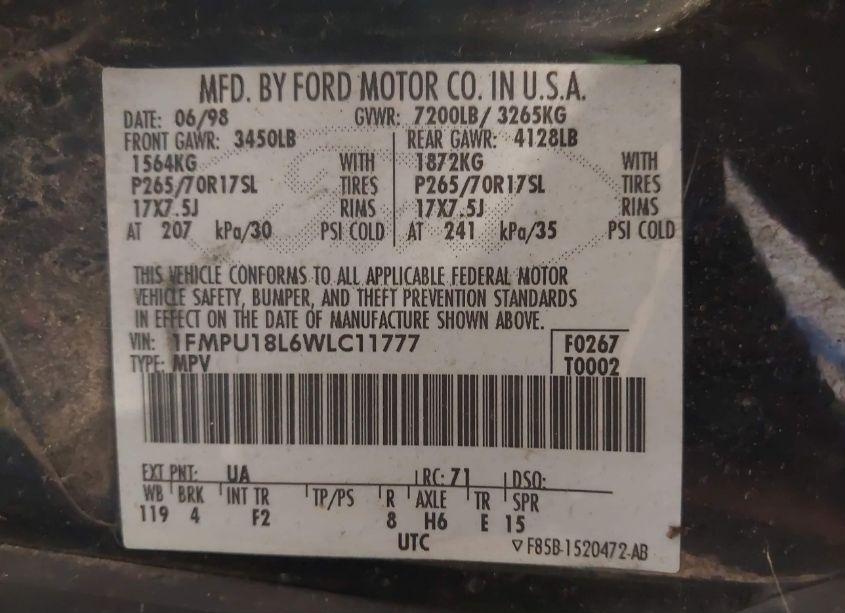 MFD. BY FORD MOTOR CO. IN U.S.A.
DATE: 06/98 GVWR: 7200LB/ 3265KG
FRONT GAWR: 3450LB REAR GAWR: 4128LB
1564KG WITH 1872KG WITH
P265/70R17SL TIRES P265/70R17SL TIRES
17X7.5J RIMS 17X7.5J RIMS
AT 207 kPa/30 PSI COLD AT 241 kPa/35 PSI COLD
THIS VEHICLE CONFORMS TO ALL APPLICABLE FEDERAL MOTOR
VEHICLE SAFETY, BUMPER, AND THEFT PREVENTION STANDARDS
IN EFFECT ON THE DATE OF MANUFACTURE SHOWN ABOVE.
VIN: 1FMPU18L6WLC11777 F0267
TYPE: MPV T0002
EXT PNT: UA RC: 71 DSO:
WB BRK INT TR TP/PS R AXLE TR SPR
119 4 F2 8 H6 E 15
UTC ▽F85B-1520472-AB